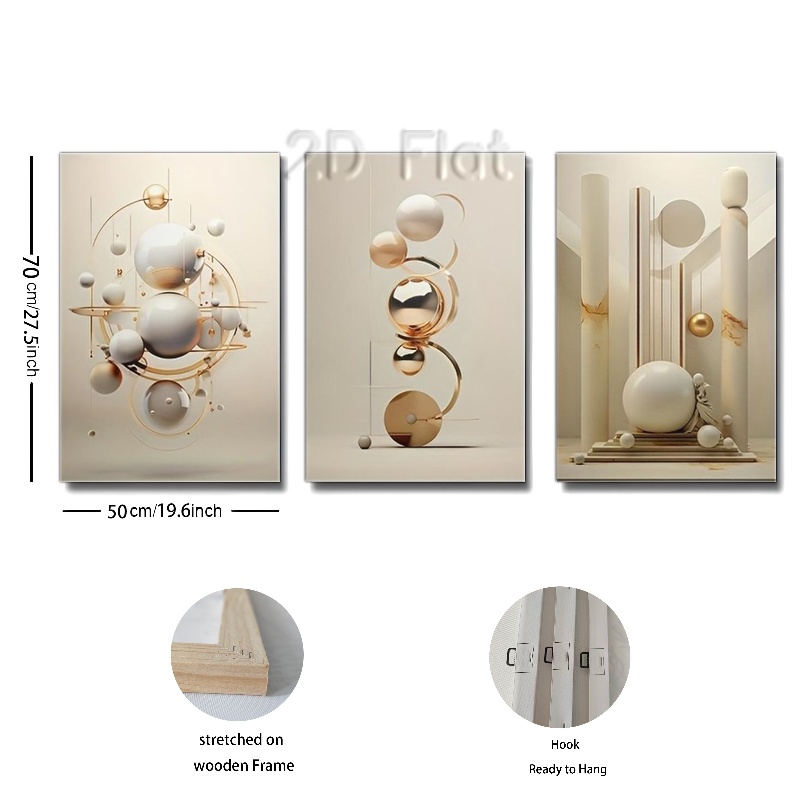 2D Flat
70 cm/27.5inch
50cm/19.6inch
stretched on
wooden Frame
Hook
Ready to Hang